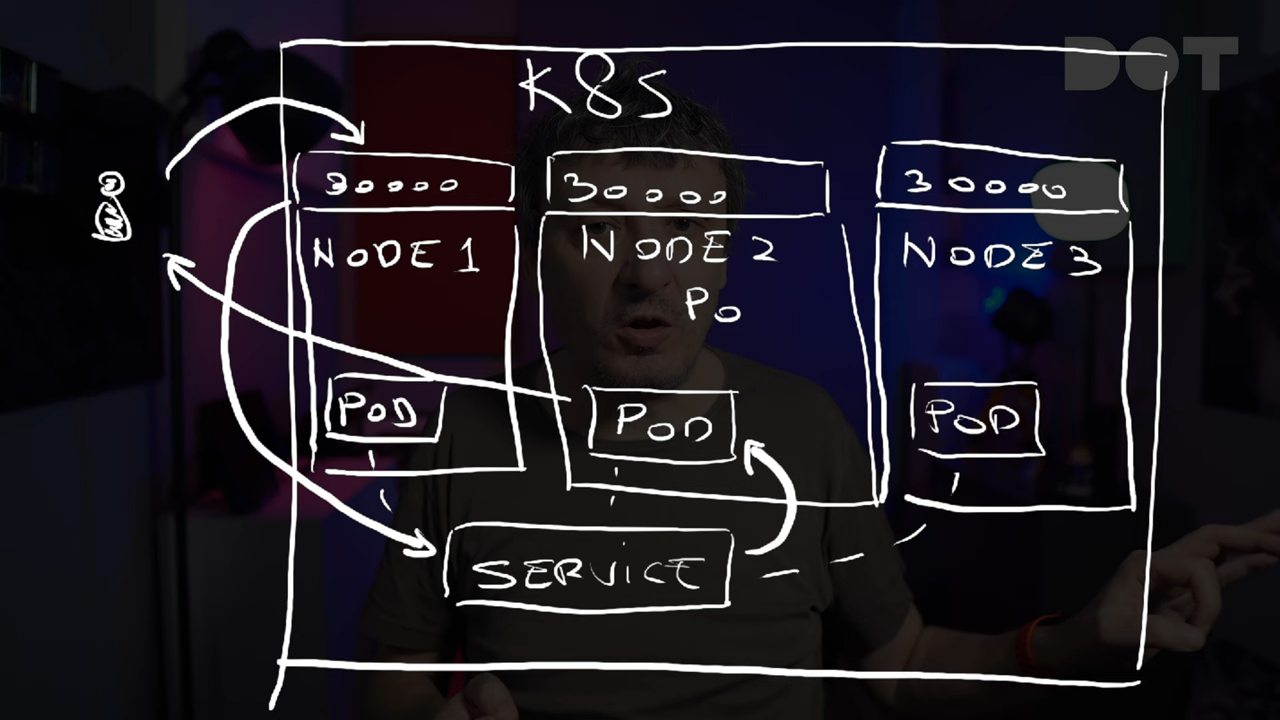 DOT
K8S
30000
30000
30000
NODE 1
NODE 2
NODE 3
PO
POD
POD
POD
SERVICE